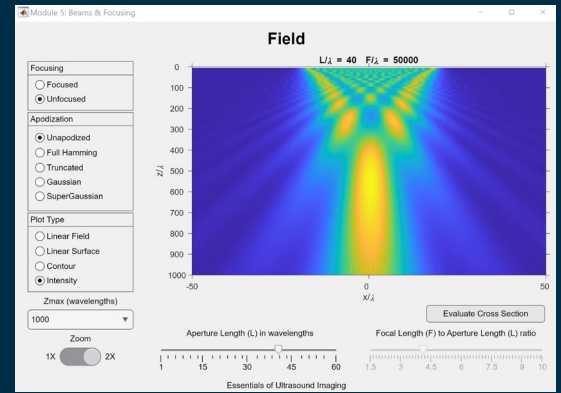 Module 5: Beams & Focusing
Field
L/λ = 40 F/λ = 50000
Focusing
Focused
Unfocused
Apodization
Unapodized
Full Hamming
Truncated
Gaussian
SuperGaussian
Plot Type
Linear Field
Linear Surface
Contour
Intensity
Zmax (wavelengths)
1000
Zoom
1X 2X
0
100
200
300
400
500
600
700
800
900
1000
z/λ
-50 0 50
x/λ
Evaluate Cross Section
Aperture Length (L) in wavelengths
1 15 30 45 60
Focal Length (F) to Aperture Length (L) ratio
1.5 3 4.5 6 7.5 9 10
Essentials of Ultrasound Imaging